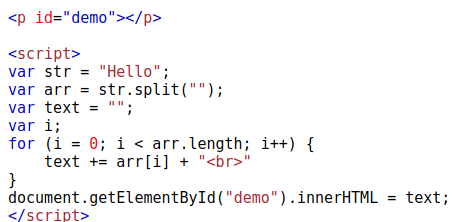 <p id="demo"></p>
<script>
var str = "Hello";
var arr = str.split("");
var text = "";
var i;
for (i = 0; i < arr.length; i++) {
    text += arr[i] + "<br>"
}
document.getElementById("demo").innerHTML = text;
</script>